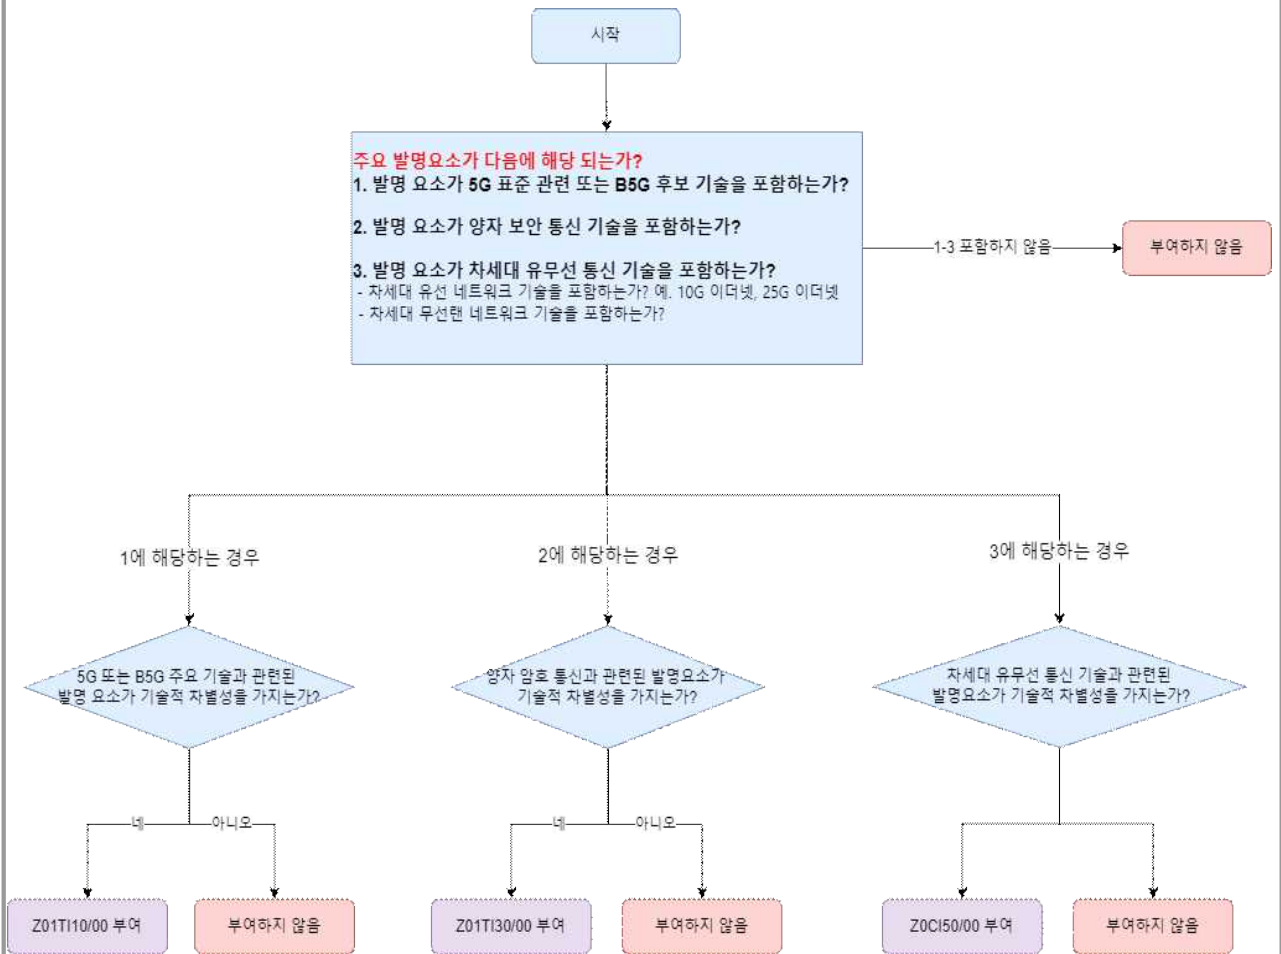 시작
주요 발명요소가 다음에 해당 되는가?
1. 발명 요소가 5G 표준 관련 또는 B5G 후보 기술을 포함하는가?
2. 발명 요소가 양자 보안 통신 기술을 포함하는가?
3. 발명 요소가 차세대 유무선 통신 기술을 포함하는가?
- 차세대 유선 네트워크 기술을 포함하는가? 예. 10G 이더넷, 25G 이더넷
- 차세대 무선랜 네트워크 기술을 포함하는가?
1-3 포함하지 않음
부여하지 않음
1에 해당하는 경우
2에 해당하는 경우
3에 해당하는 경우
5G 또는 B5G 주요 기술과 관련된
발명 요소가 기술적 차별성을 가지는가?
양자 암호 통신과 관련된 발명요소가
기술적 차별성을 가지는가?
차세대 유무선 통신 기술과 관련된
발명요소가 기술적 차별성을 가지는가?
네
아니오
네
아니오
Z01TI10/00 부여
부여하지 않음
Z01TI30/00 부여
부여하지 않음
Z0CI50/00 부여
부여하지 않음